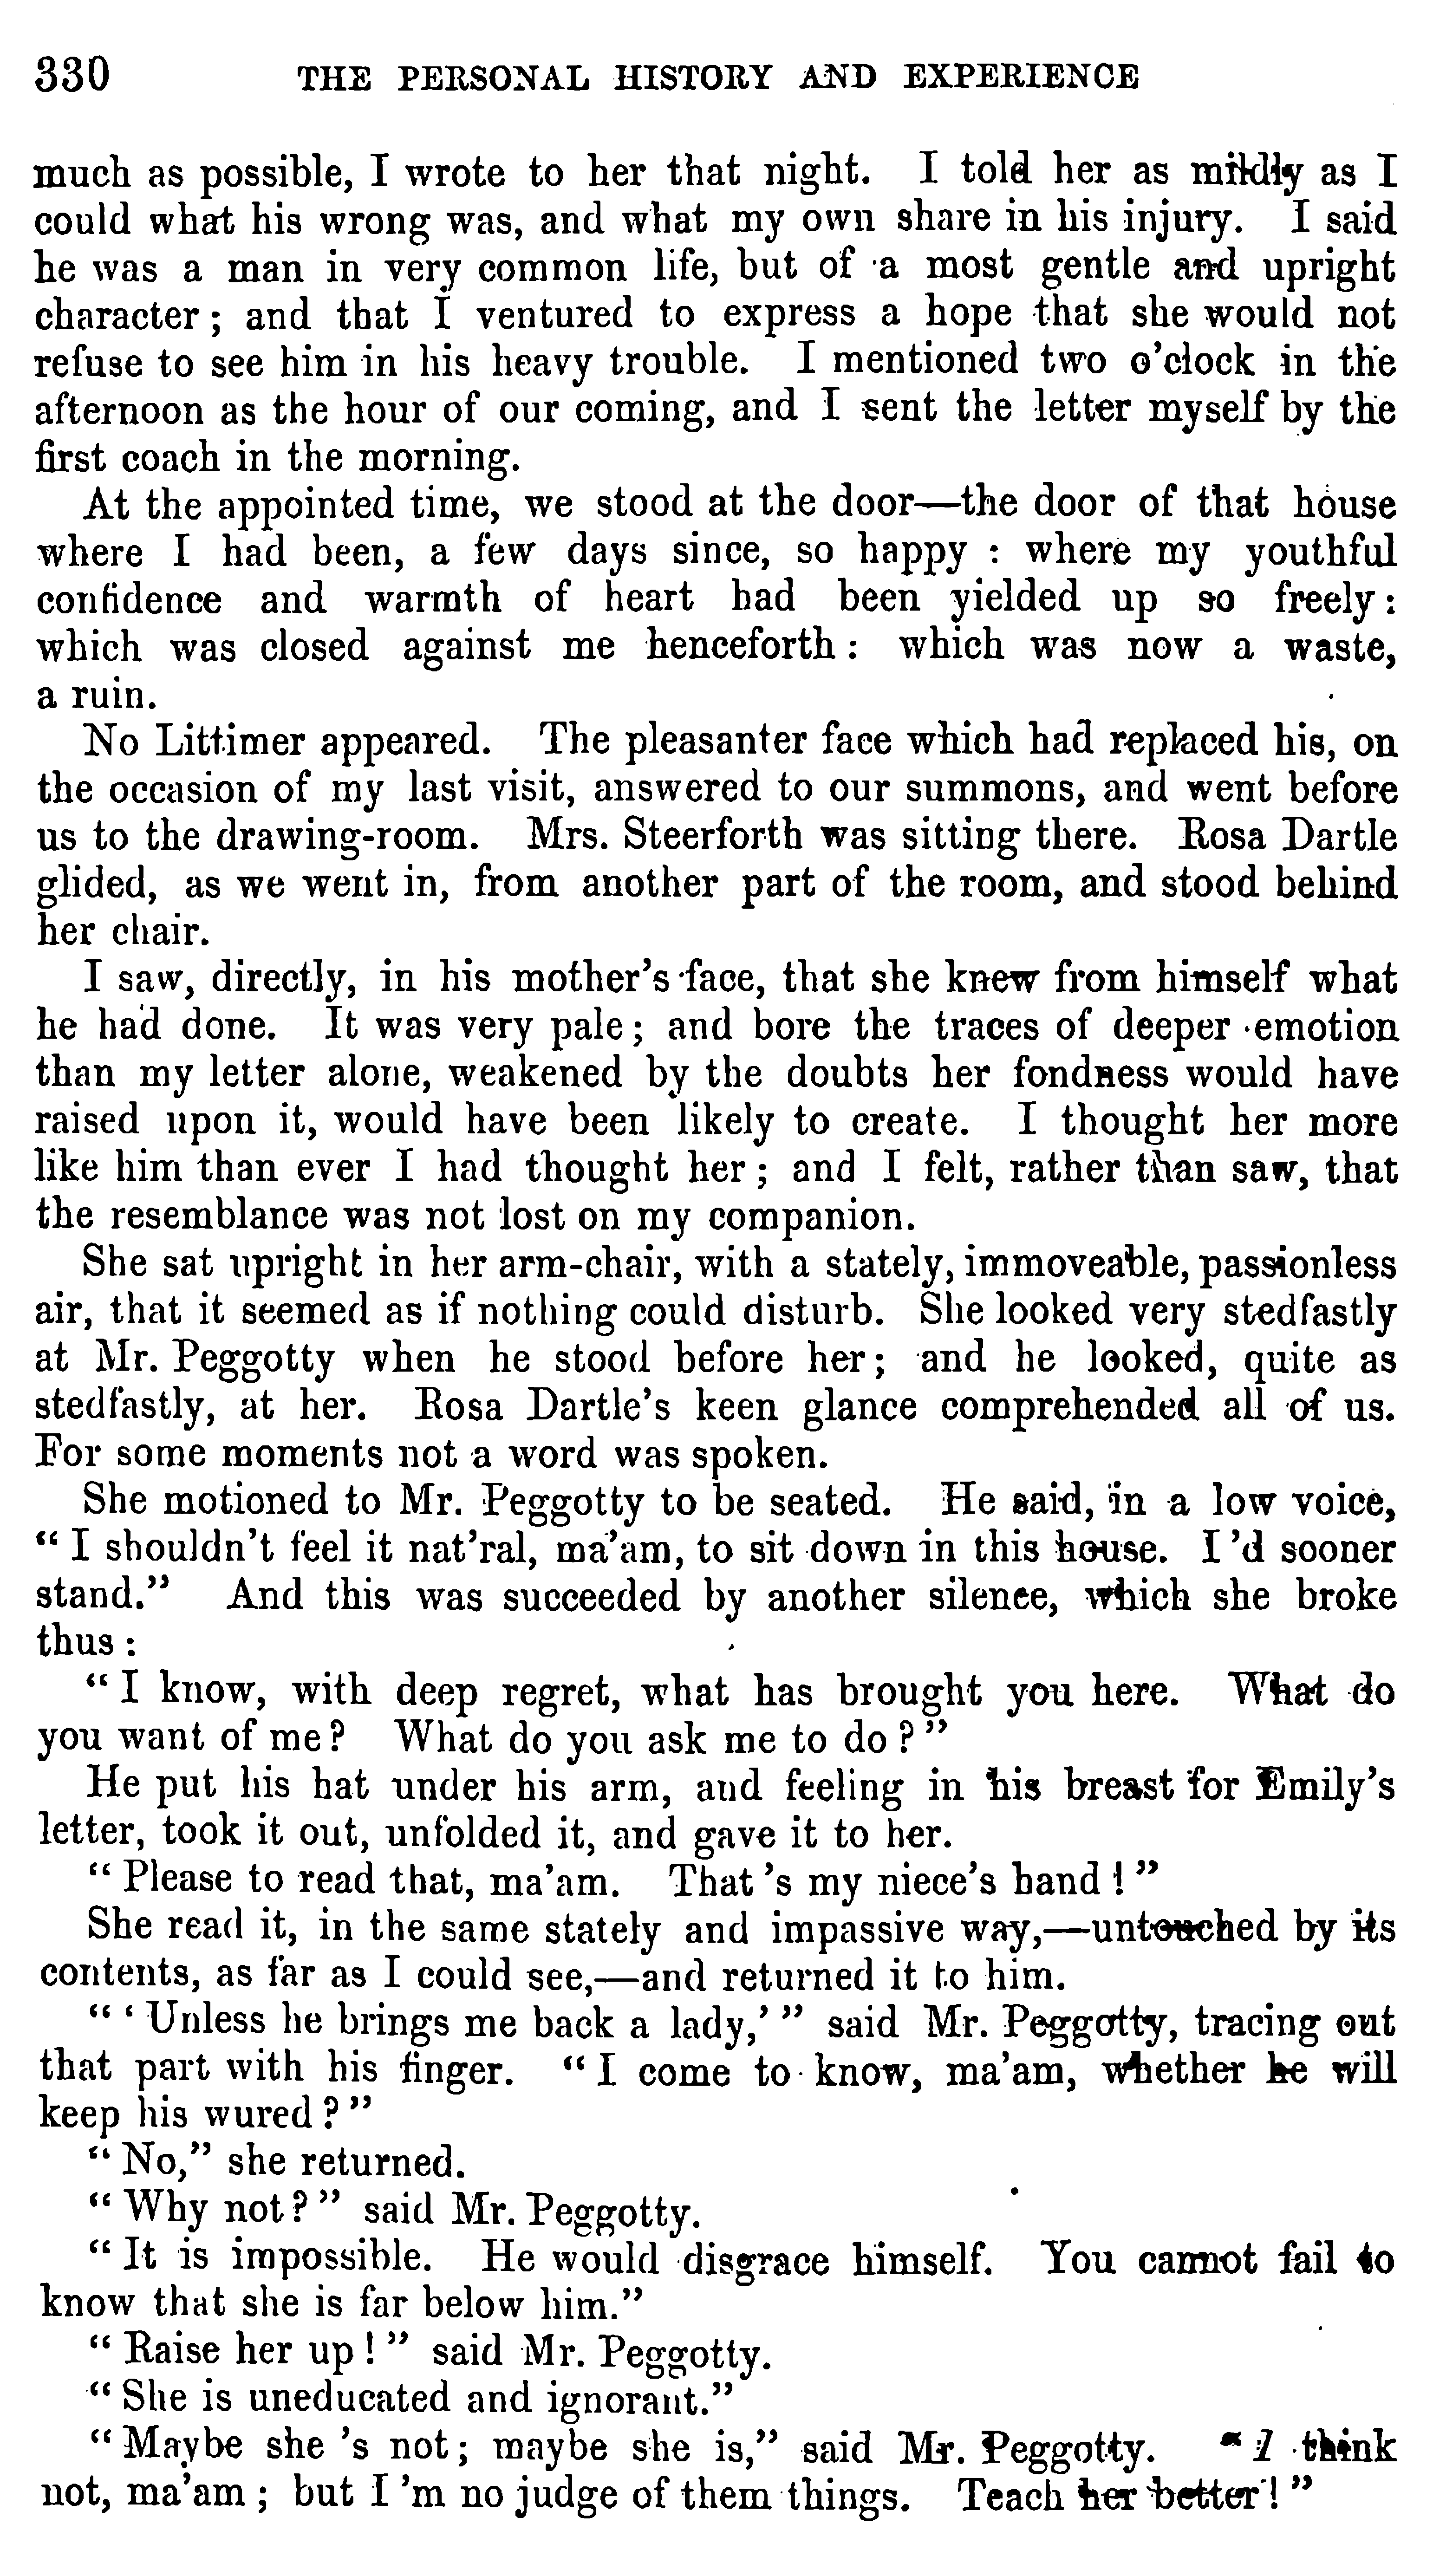 330 THE PERSONAL HISTORY AND EXPERIENCE
much as possible, I wrote to her that night. I told her as mildly as I
could what his wrong was, and what my own share in his injury. I said
he was a man in very common life, but of a most gentle and upright
character; and that I ventured to express a hope that she would not
refuse to see him in his heavy trouble. I mentioned two o'clock in the
afternoon as the hour of our coming, and I sent the letter myself by the
first coach in the morning.
At the appointed time, we stood at the door—the door of that house
where I had been, a few days since, so happy : where my youthful
confidence and warmth of heart had been yielded up so freely:
which was closed against me henceforth: which was now a waste,
a ruin.
No Littimer appeared. The pleasanter face which had replaced his, on
the occasion of my last visit, answered to our summons, and went before
us to the drawing-room. Mrs. Steerforth was sitting there. Rosa Dartle
glided, as we went in, from another part of the room, and stood behind
her chair.
I saw, directly, in his mother's face, that she knew from himself what
he had done. It was very pale; and bore the traces of deeper emotion
than my letter alone, weakened by the doubts her fondness would have
raised upon it, would have been likely to create. I thought her more
like him than ever I had thought her; and I felt, rather than saw, that
the resemblance was not lost on my companion.
She sat upright in her arm-chair, with a stately, immoveable, passionless
air, that it seemed as if nothing could disturb. She looked very stedfastly
at Mr. Peggotty when he stood before her; and he looked, quite as
stedfastly, at her. Rosa Dartle's keen glance comprehended all of us.
For some moments not a word was spoken.
She motioned to Mr. Peggotty to be seated. He said, in a low voice,
"I shouldn't feel it nat'ral, ma'am, to sit down in this house. I 'd sooner
stand." And this was succeeded by another silence, which she broke
thus:
"I know, with deep regret, what has brought you here. What do
you want of me? What do you ask me to do?"
He put his hat under his arm, and feeling in his breast for Emily's
letter, took it out, unfolded it, and gave it to her.
"Please to read that, ma'am. That 's my niece's hand!"
She read it, in the same stately and impassive way,—untouched by its
contents, as far as I could see,—and returned it to him.
"'Unless he brings me back a lady,'" said Mr. Peggotty, tracing out
that part with his finger. "I come to know, ma'am, whether he will
keep his wured?"
"No," she returned.
"Why not?" said Mr. Peggotty.
"It is impossible. He would disgrace himself. You cannot fail to
know that she is far below him."
"Raise her up!" said Mr. Peggotty.
"She is uneducated and ignorant."
"Maybe she 's not; maybe she is," said Mr. Peggotty. "I think
not, ma'am; but I 'm no judge of them things. Teach her better!"